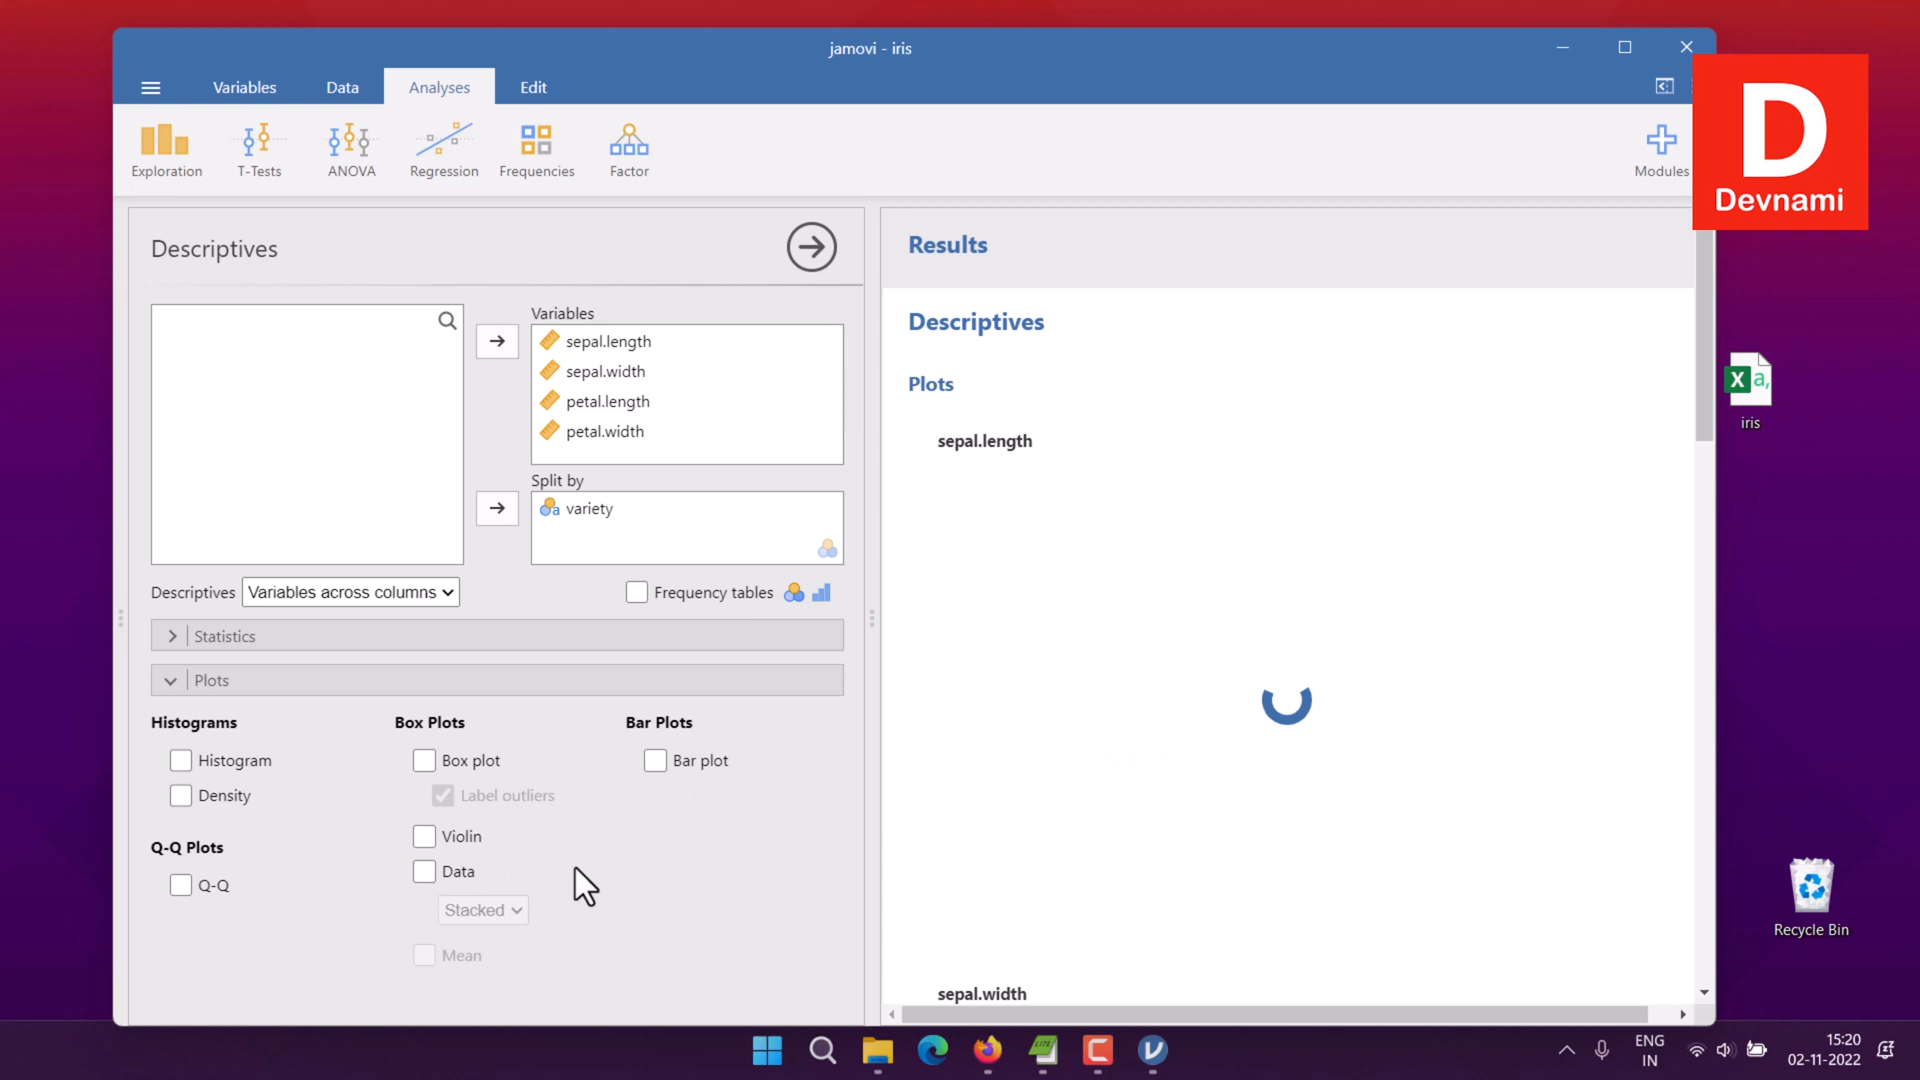 jamovi - iris
Variables
Data
Analyses
Edit
Exploration
T-Tests
ANOVA
Regression
Frequencies
Factor
Modules
D
Devnami
Descriptives
Variables
sepal.length
sepal.width
petal.length
petal.width
Split by
a variety
Descriptives
Variables across columns
Frequency tables
Statistics
Plots
Histograms
Histogram
Density
Q-Q Plots
Q-Q
Box Plots
Box plot
Label outliers
Violin
Data
Stacked
Mean
Bar Plots
Bar plot
Results
Descriptives
Plots
sepal.length
sepal.width
X a,
iris
Recycle Bin
LITE
C
ENG
IN
15:20
02-11-2022